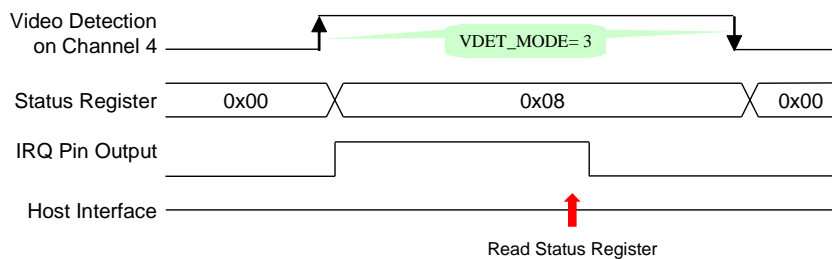 Video Detection
on Channel 4
VDET_MODE= 3
Status Register
0x00
0x08
0x00
IRQ Pin Output
Host Interface
Read Status Register